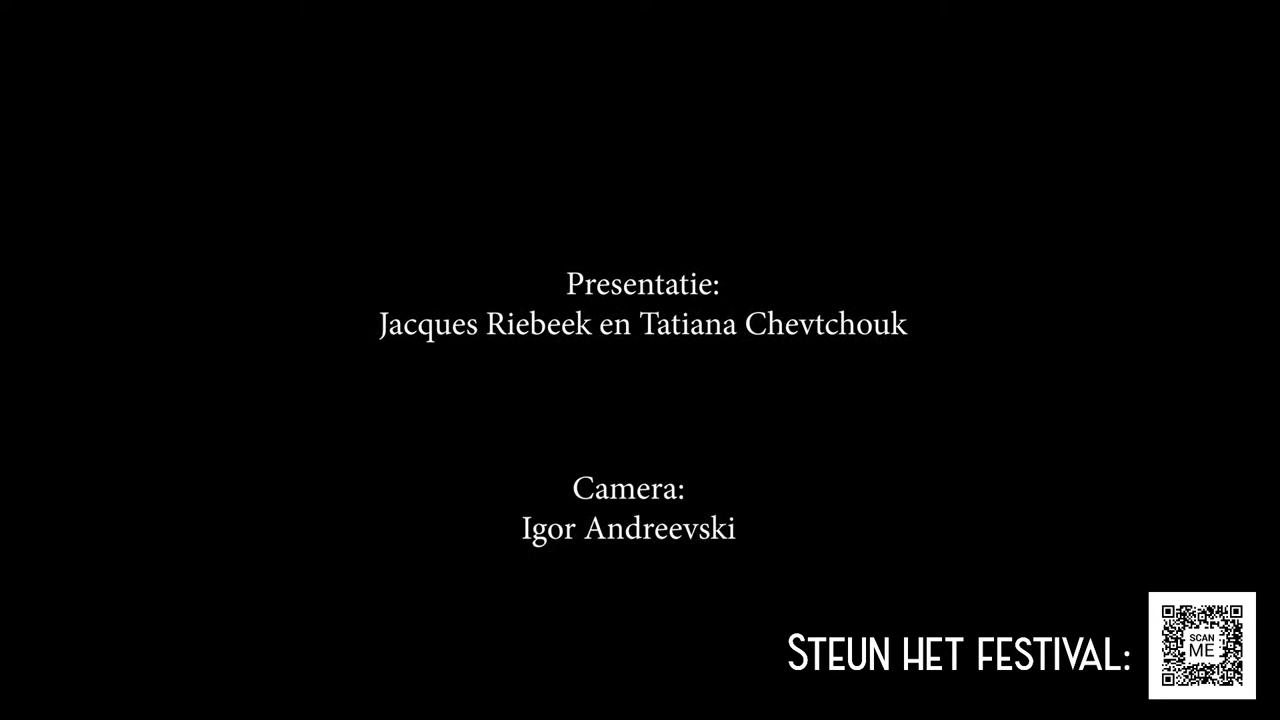 Presentatie:
Jacques Riebeek en Tatiana Chevtchouk
Camera:
Igor Andreevski
STEUN HET FESTIVAL:
SCAN
ME